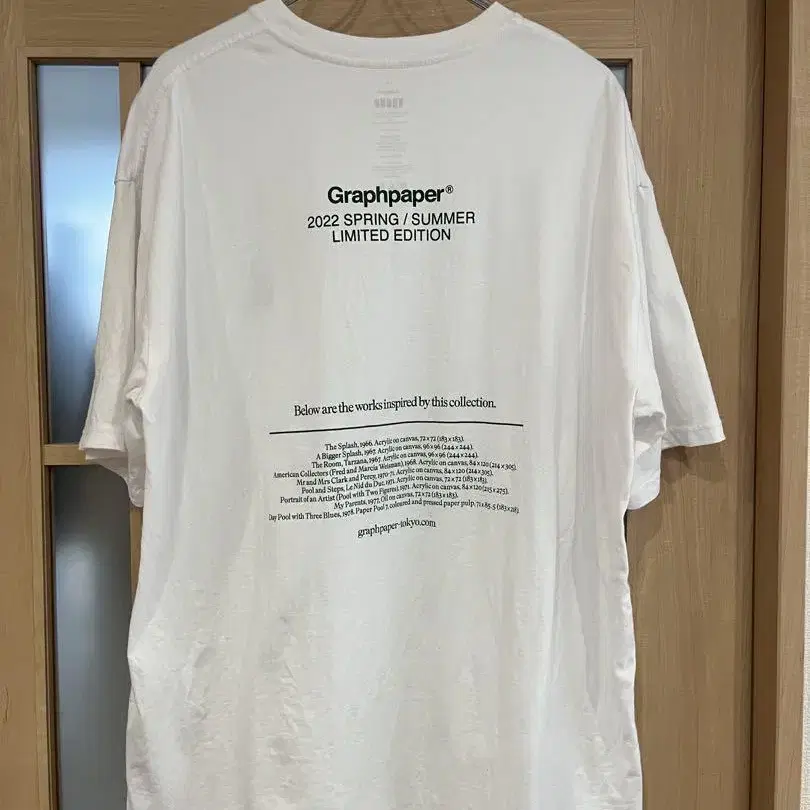 Graphpaper®
2022 SPRING / SUMMER
LIMITED EDITION
Below are the works inspired by this collection.
The Splash, 1966. Acrylic on canvas, 72 x 72 (183 x 183).
A Bigger Splash, 1967. Acrylic on canvas, 96 x 96 (244 x 244).
The Room, Tarzana, 1967. Acrylic on canvas, 96 x 96 (244 x 244).
American Collectors (Fred and Marcia Weisman), 1968. Acrylic on canvas, 84 x 120 (214 x 305).
Mr and Mrs Clark and Percy, 1970-71. Acrylic on canvas, 84 x 120 (214 x 305).
Pool and Steps, Le Nid du Duc, 1971. Acrylic on canvas, 72 x 72 (183 x 183).
Portrait of an Artist (Pool with Two Figures), 1971. Acrylic on canvas, 84 x 120 (215 x 275).
My Parents, 1977. Oil on canvas, 72 x 72 (183 x 183).
Day Pool with Three Blues, 1978. Paper Pool 7, coloured and pressed paper pulp, 71 x 85.5 (183 x 218
graphpaper-tokyo.com